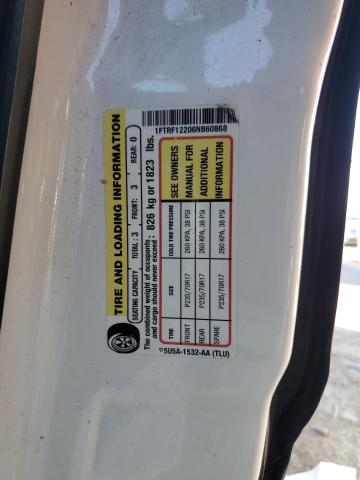 1FTRF12206NB60868
TIRE AND LOADING INFORMATION
SEATING CAPACITY TOTAL: 3 FRONT: 3 REAR: 0
The combined weight of occupants
and cargo should never exceed: 826 kg or 1823 lbs.
TIRE SIZE COLD TIRE PRESSURE
FRONT P235/70R17 260 KPA, 38 PSI
REAR P235/70R17 260 KPA, 38 PSI
SPARE P235/70R17 260 KPA, 38 PSI
SEE OWNERS
MANUAL FOR
ADDITIONAL
INFORMATION
5U5A-1532-AA (TLU)